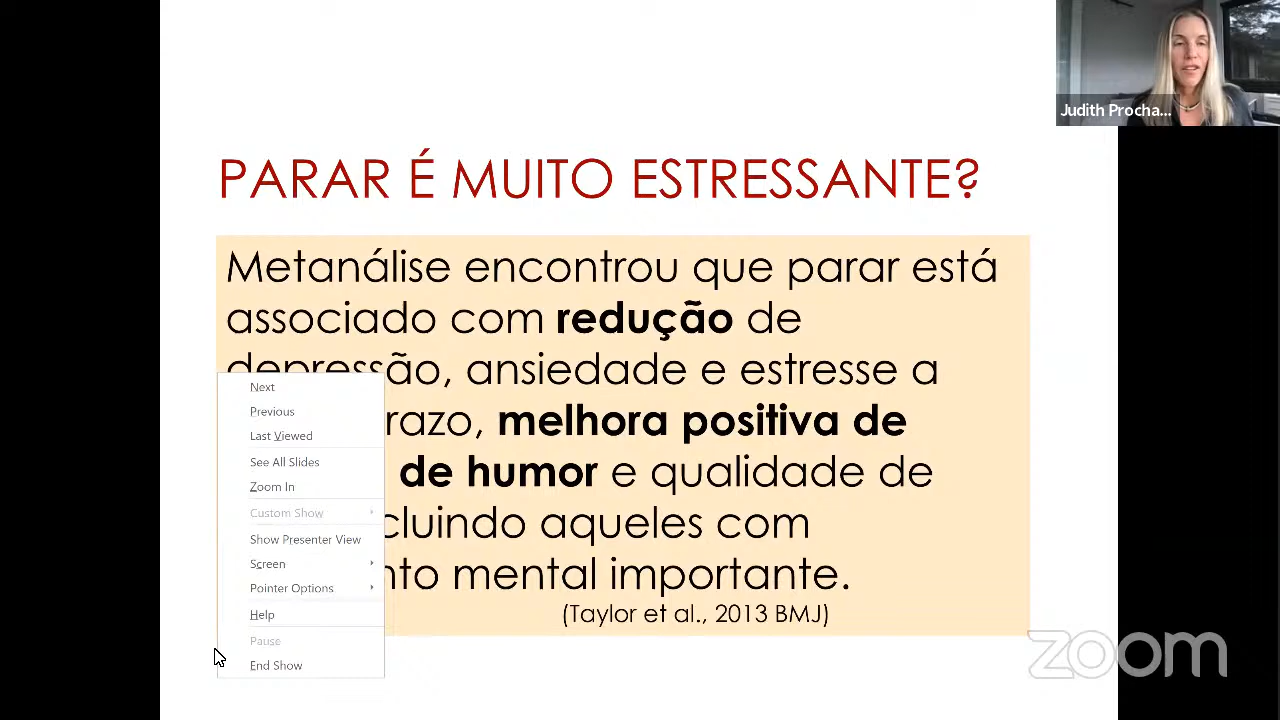 Judith Procha...
PARAR É MUITO ESTRESSANTE?
Metanálise encontrou que parar está
associado com redução de
depressão, ansiedade e estresse a
razo, melhora positiva de
de humor e qualidade de
cluindo aqueles com
nto mental importante.
(Taylor et al., 2013 BMJ)
Next
Previous
Last Viewed
See All Slides
Zoom In
Custom Show
Show Presenter View
Screen
Pointer Options
Help
Pause
End Show
zoom